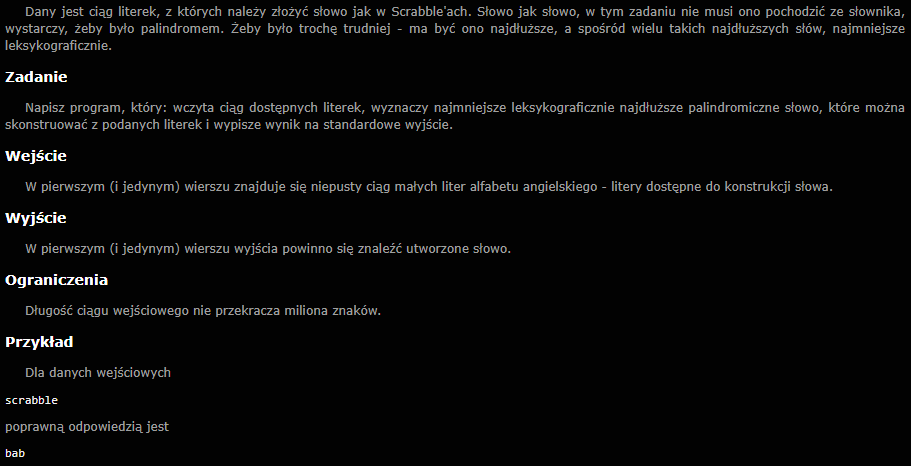 Dany jest ciąg literek, z których należy złożyć słowo jak w Scrabble'ach. Słowo jak słowo, w tym zadaniu nie musi ono pochodzić ze słownika,
wystarczy, żeby było palindromem. Żeby było trochę trudniej - ma być ono najdłuższe, a spośród wielu takich najdłuższych słów, najmniejsze
leksykograficznie.
Zadanie
Napisz program, który: wczyta ciąg dostępnych literek, wyznaczy najmniejsze leksykograficznie najdłuższe palindromiczne słowo, które można
skonstruować z podanych literek i wypisze wynik na standardowe wyjście.
Wejście
W pierwszym (i jedynym) wierszu znajduje się niepusty ciąg małych liter alfabetu angielskiego - litery dostępne do konstrukcji słowa.
Wyjście
W pierwszym (i jedynym) wierszu wyjścia powinno się znaleźć utworzone słowo.
Ograniczenia
Długość ciągu wejściowego nie przekracza miliona znaków.
Przykład
Dla danych wejściowych
scrabble
poprawną odpowiedzią jest
bab